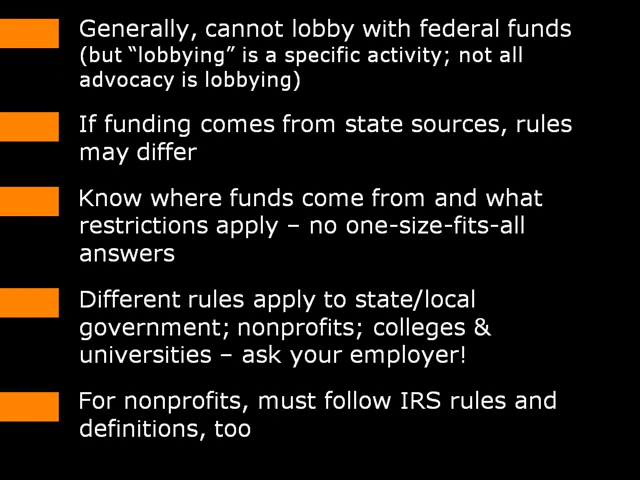 Generally, cannot lobby with federal funds
(but “lobbying” is a specific activity; not all
advocacy is lobbying)
If funding comes from state sources, rules
may differ
Know where funds come from and what
restrictions apply – no one-size-fits-all
answers
Different rules apply to state/local
government; nonprofits; colleges &
universities – ask your employer!
For nonprofits, must follow IRS rules and
definitions, too